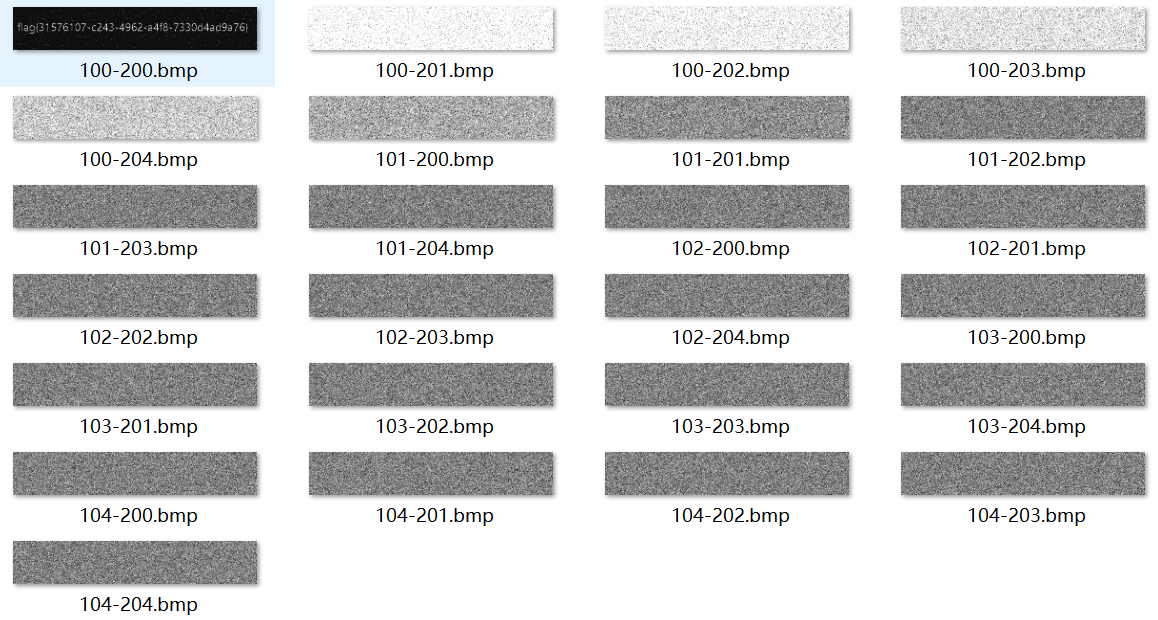 flag{31576107-c243-4962-a4f8-7330d4ad9a76}
100-200.bmp 100-201.bmp 100-202.bmp 100-203.bmp
100-204.bmp 101-200.bmp 101-201.bmp 101-202.bmp
101-203.bmp 101-204.bmp 102-200.bmp 102-201.bmp
102-202.bmp 102-203.bmp 102-204.bmp 103-200.bmp
103-201.bmp 103-202.bmp 103-203.bmp 103-204.bmp
104-200.bmp 104-201.bmp 104-202.bmp 104-203.bmp
104-204.bmp